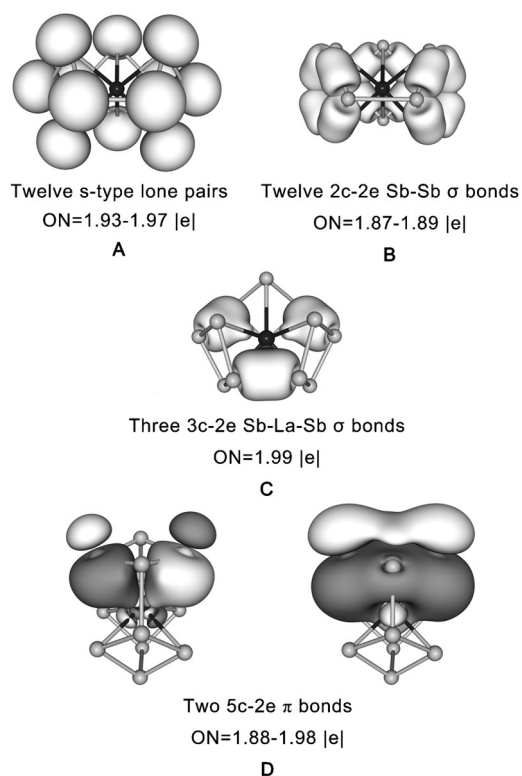 Twelve s-type lone pairs
ON=1.93-1.97 |e|
A
Twelve 2c-2e Sb-Sb σ bonds
ON=1.87-1.89 |e|
B
Three 3c-2e Sb-La-Sb σ bonds
ON=1.99 |e|
C
Two 5c-2e π bonds
ON=1.88-1.98 |e|
D